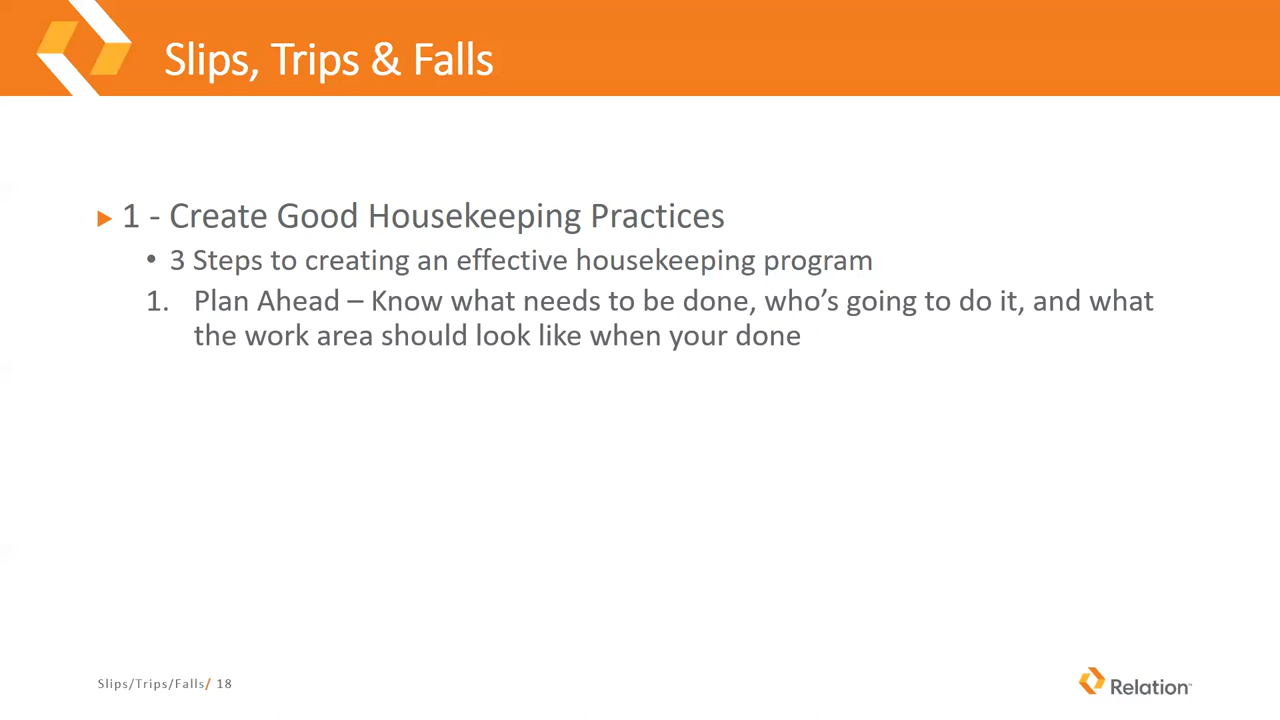 Slips, Trips & Falls
1 - Create Good Housekeeping Practices
• 3 Steps to creating an effective housekeeping program
1. Plan Ahead – Know what needs to be done, who’s going to do it, and what
the work area should look like when your done
Slips/Trips/Falls/ 18
Relation™